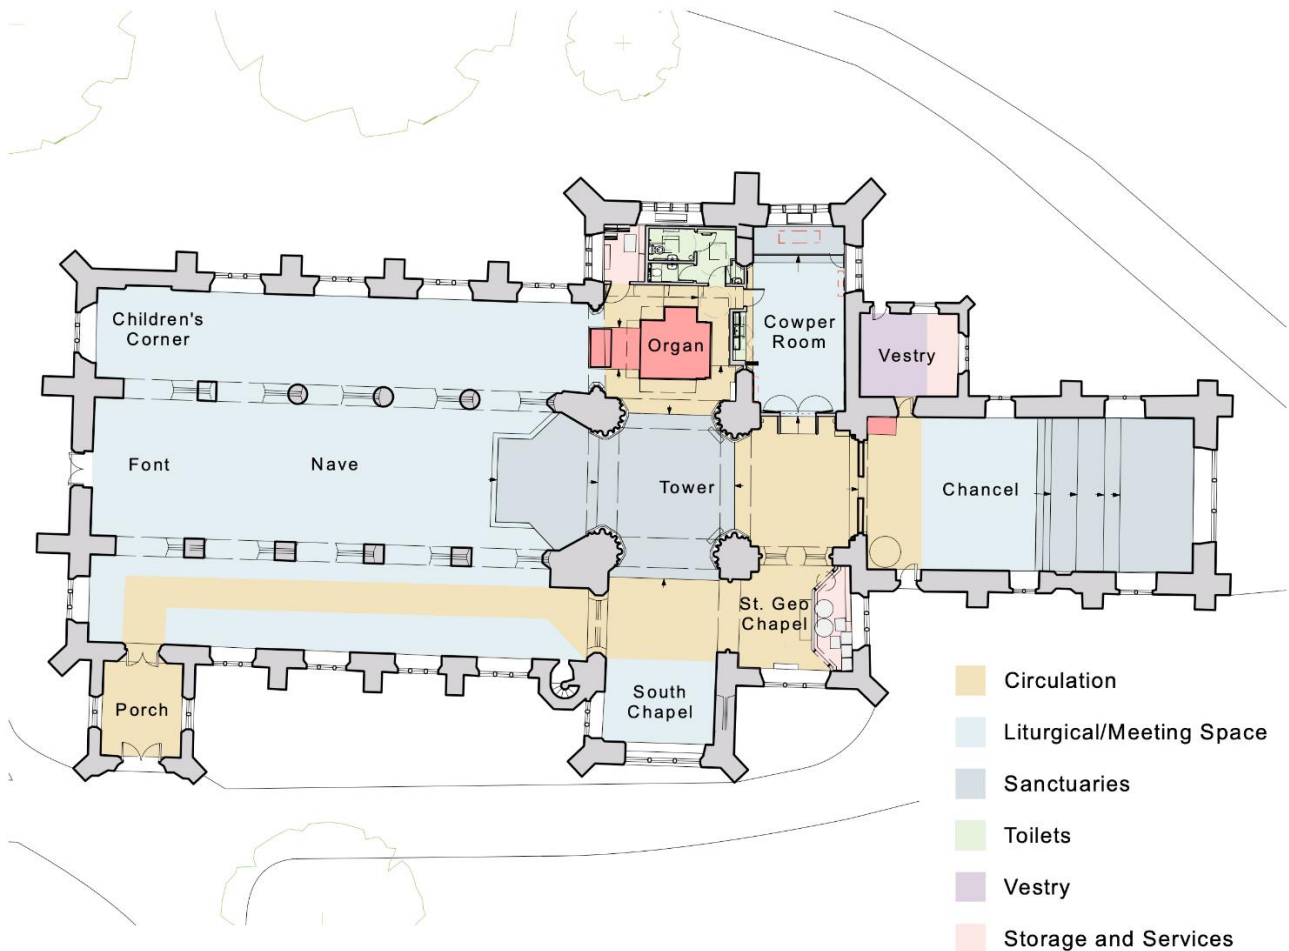 Children's
Corner
Organ
Cowper
Room
Vestry
Font
Nave
Tower
Chancel
St. Geo
Chapel
South
Chapel
Porch
Circulation
Liturgical/Meeting Space
Sanctuaries
Toilets
Vestry
Storage and Services